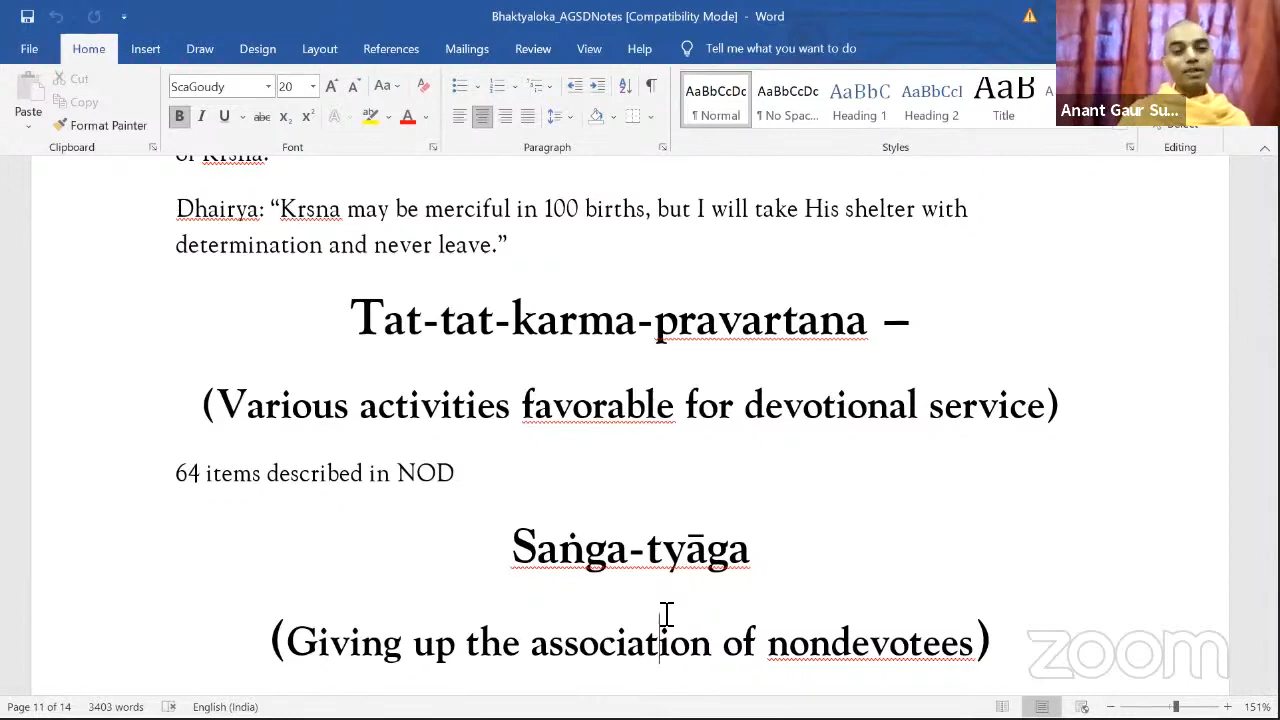 Bhaktyaloka_AGSDNotes [Compatibility Mode] - Word
File Home Insert Draw Design Layout References Mailings Review View Help Tell me what you want to do
Cut
Copy
Format Painter
Paste
Clipboard
ScaGoudy 20
Font
Paragraph
AaBbCcDc AaBbCcDc AaBbC AaBbCcI AaB
¶ Normal ¶ No Spac... Heading 1 Heading 2 Title
Styles
Editing
Anant Gaur Su...
or Krsna.
Dhairya: “Krsna may be merciful in 100 births, but I will take His shelter with
determination and never leave.”
Tat-tat-karma-pravartana –
(Various activities favorable for devotional service)
64 items described in NOD
Saṅga-tyāga
(Giving up the association of nondevotees)
zoom
Page 11 of 14 3403 words English (India) 151%